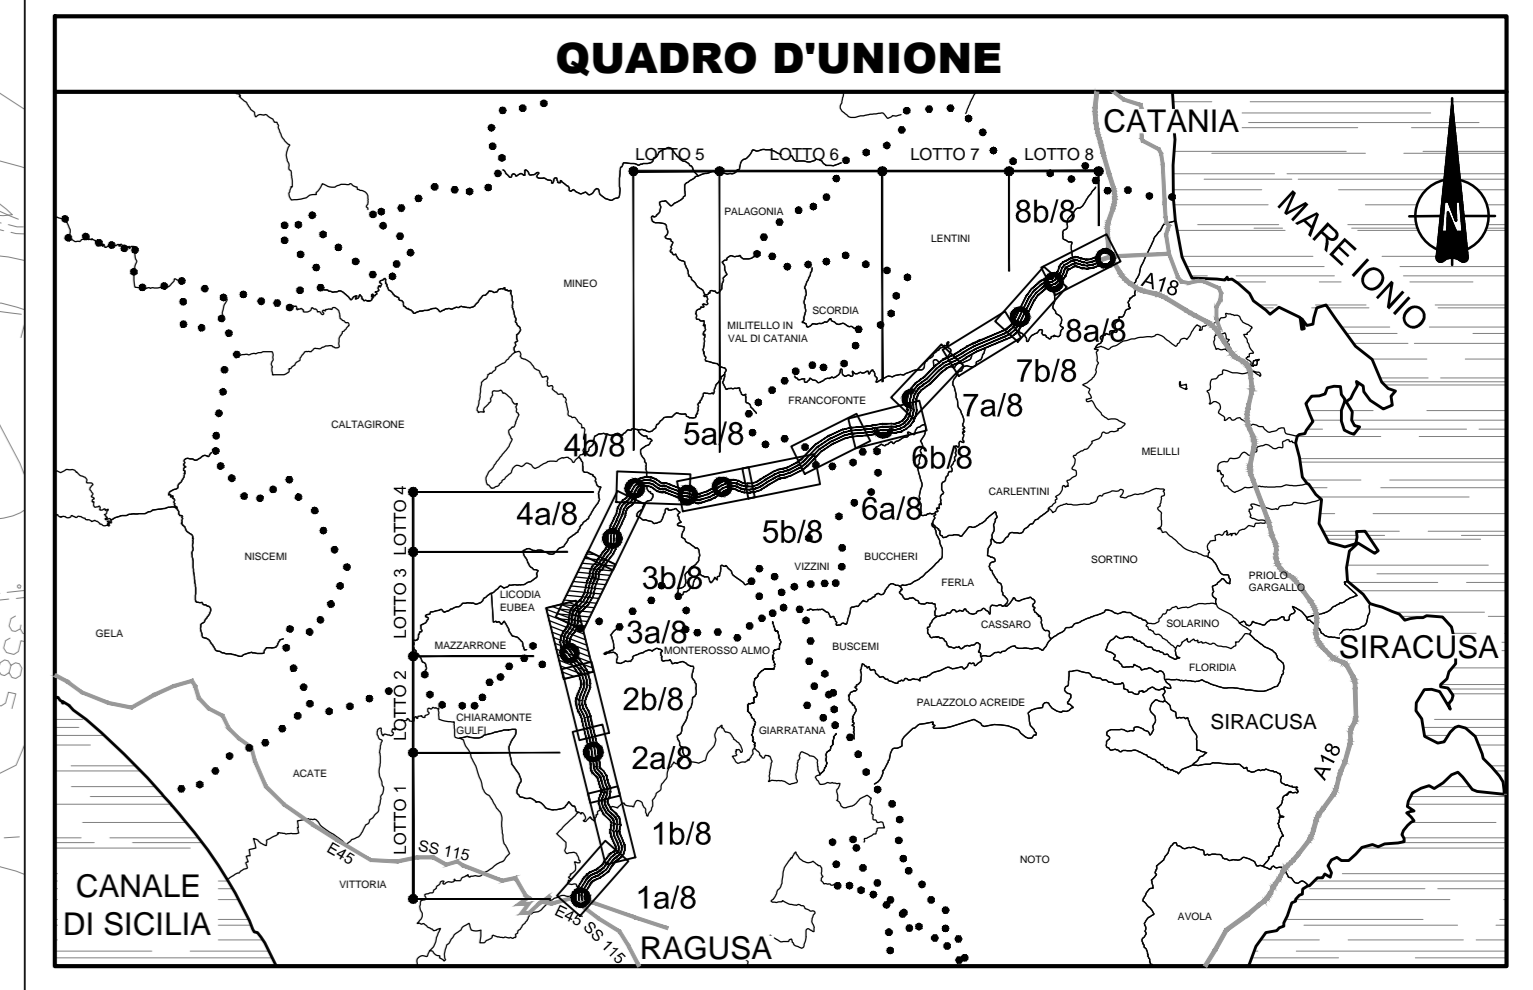 QUADRO D'UNIONE
CATANIA
LOTTO 5
LOTTO 6
LOTTO 7
LOTTO 8
PALAGONIA
8b/8
MARE IONIO
N
LENTINI
MINEO
A18
SCORDIA
MILITELLO IN
VAL DI CATANIA
8a/8
7b/8
FRANCOFONTE
7a/8
CALTAGIRONE
4b/8
5a/8
6b/8
MELILLI
CARLENTINI
LOTTO 4
4a/8
6a/8
5b/8
NISCEMI
BUCCHERI
SORTINO
VIZZINI
3b/8
FERLA
PRIOLO
GARGALLO
LOTTO 3
LICODIA
EUBEA
GELA
CASSARO
SOLARINO
3a/8
MAZZARRONE
MONTEROSSO ALMO
BUSCEMI
SIRACUSA
FLORIDIA
LOTTO 2
2b/8
PALAZZOLO ACREIDE
CHIARAMONTE
GULFI
GIARRATANA
SIRACUSA
2a/8
A18
ACATE
LOTTO 1
1b/8
E45
SS 115
NOTO
VITTORIA
CANALE
DI SICILIA
1a/8
E45 SS 115
AVOLA
RAGUSA